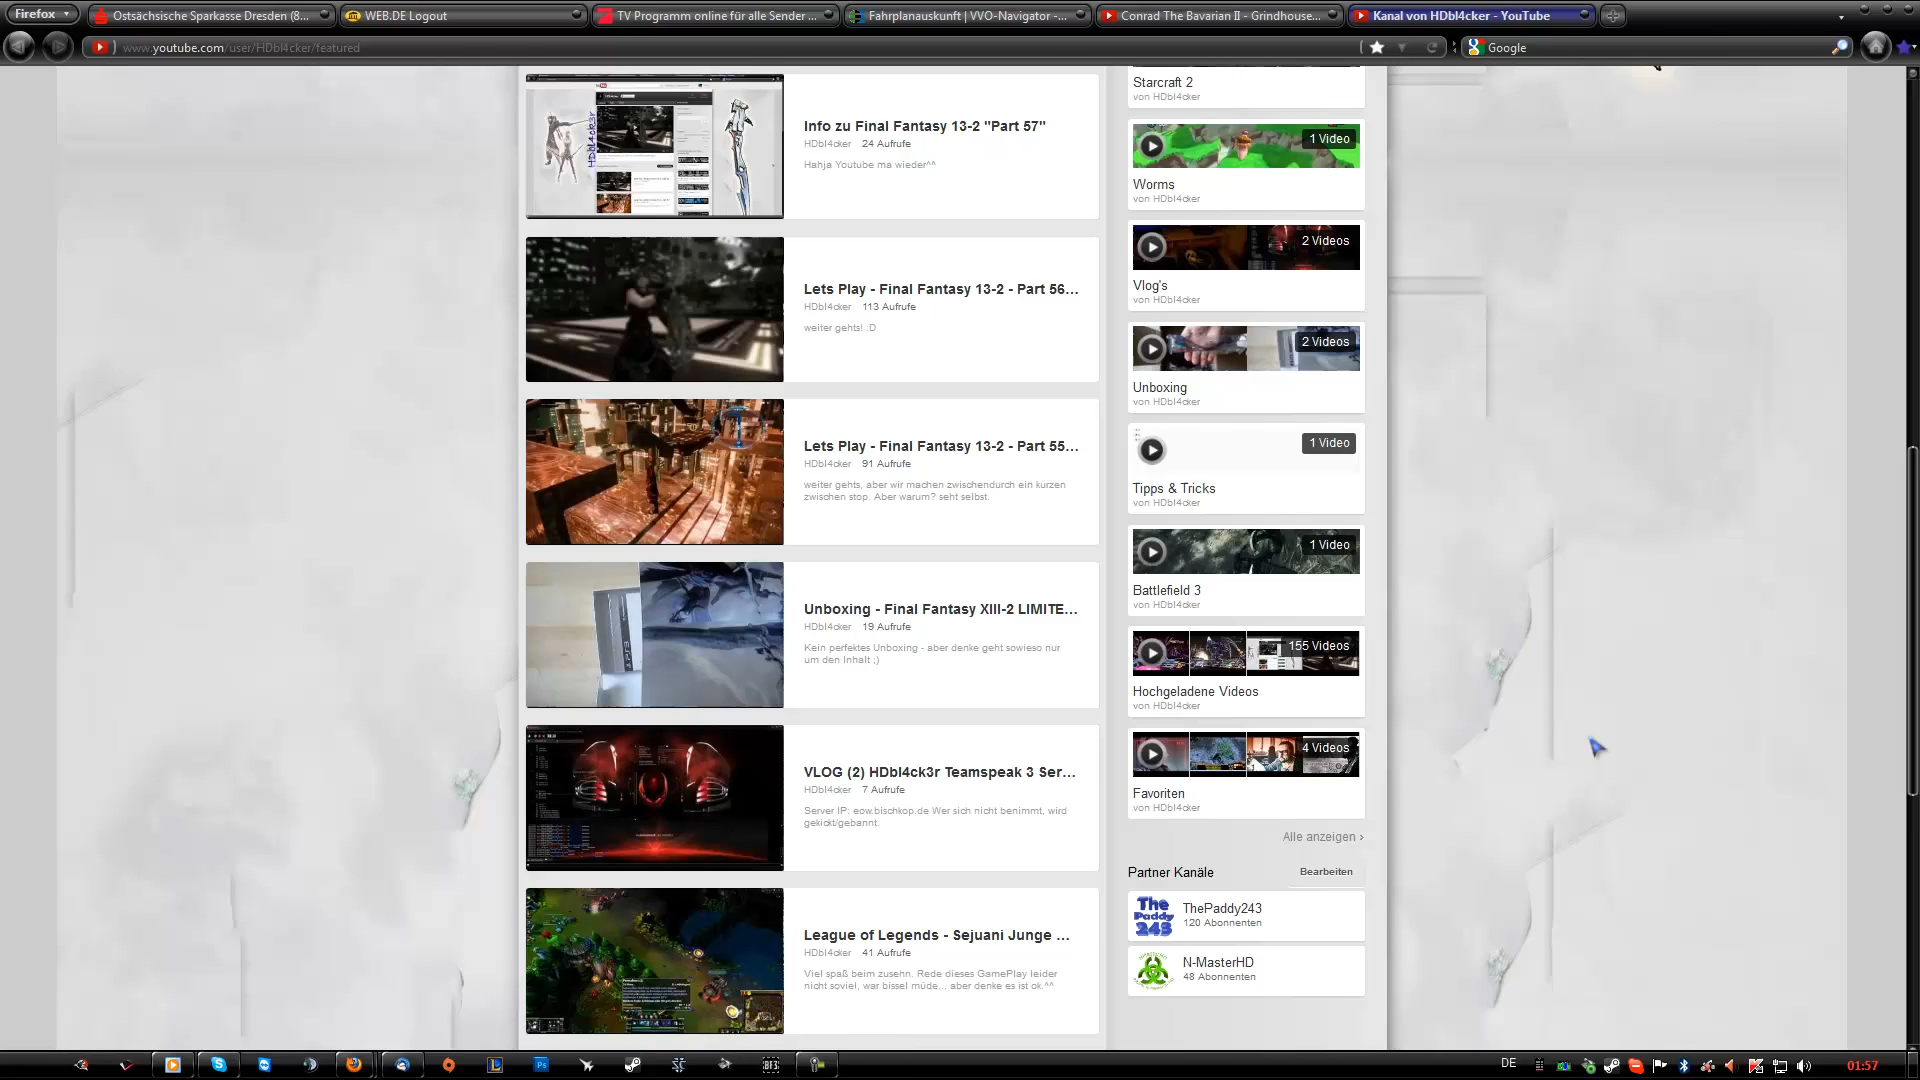 Firefox
Ostsächsische Sparkasse Dresden (8...
WEB.DE Logout
TV Programm online für alle Sender ...
Fahrplanauskunft | VVO-Navigator -...
Conrad The Bavarian II - Grindhouse...
Kanal von HDbl4cker - YouTube
www.youtube.com/user/HDbl4cker/featured
Google
Info zu Final Fantasy 13-2 "Part 57"
HDbl4cker 24 Aufrufe
Hahja Youtube ma wieder^^
Lets Play - Final Fantasy 13-2 - Part 56...
HDbl4cker 113 Aufrufe
weiter gehts! :D
Lets Play - Final Fantasy 13-2 - Part 55...
HDbl4cker 91 Aufrufe
weiter gehts, aber wir machen zwischendurch ein kurzen
zwischen stop. Aber warum? seht selbst.
Unboxing - Final Fantasy XIII-2 LIMITE...
HDbl4cker 19 Aufrufe
Kein perfektes Unboxing - aber denke geht sowieso nur
um den Inhalt ;)
VLOG (2) HDbl4ck3r Teamspeak 3 Ser...
HDbl4cker 7 Aufrufe
Server IP: eow.bischkop.de Wer sich nicht benimmt, wird
gekickt/gebannt.
League of Legends - Sejuani Junge ...
HDbl4cker 41 Aufrufe
Viel spaß beim zusehn. Rede dieses GamePlay leider
nicht soviel, war bissel müde... aber denke es ist ok.^^
Starcraft 2
von HDbl4cker
1 Video
Worms
von HDbl4cker
2 Videos
Vlog's
von HDbl4cker
2 Videos
Unboxing
von HDbl4cker
1 Video
Tipps & Tricks
von HDbl4cker
1 Video
Battlefield 3
von HDbl4cker
155 Videos
Hochgeladene Videos
von HDbl4cker
4 Videos
Favoriten
von HDbl4cker
Alle anzeigen ›
Partner Kanäle
Bearbeiten
The
Paddy
243
ThePaddy243
120 Abonnenten
N-MasterHD
48 Abonnenten
DE
01:57